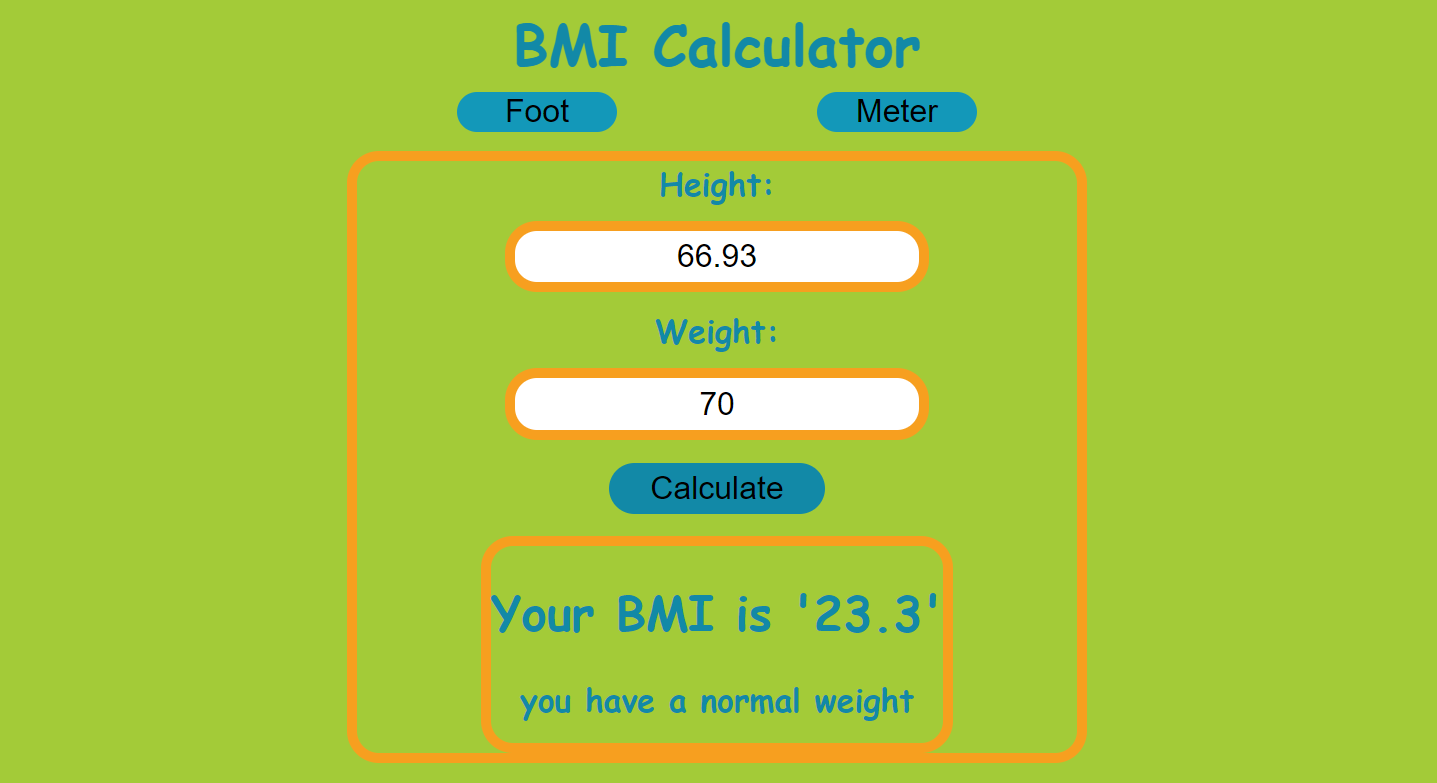 BMI Calculator
Foot Meter
Height:
66.93
Weight:
70
Calculate
Your BMI is '23.3'
you have a normal weight